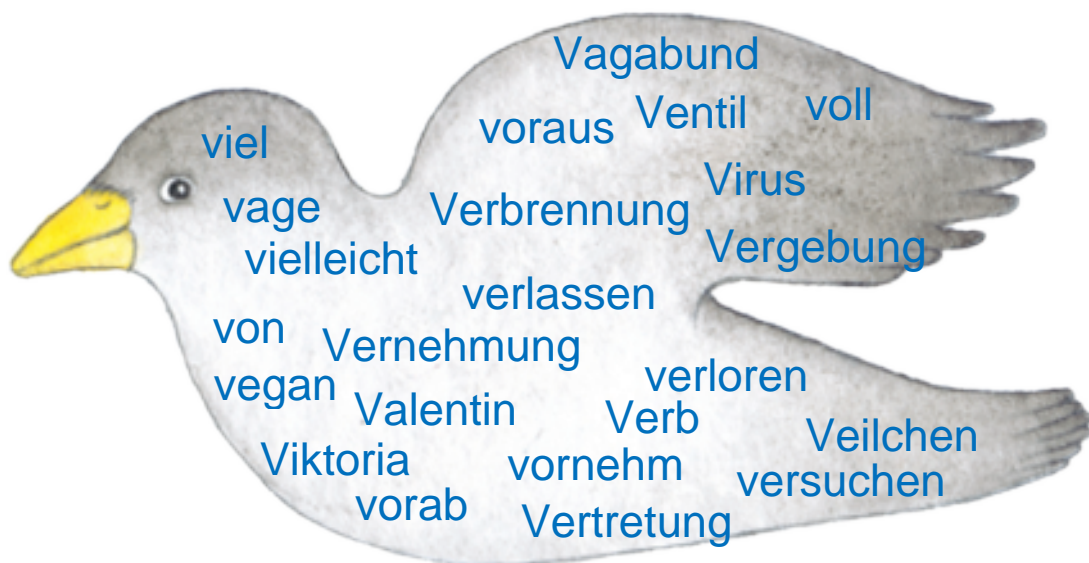 Vagabund
Ventil
voll
voraus
viel
Virus
vage
Verbrennung
Vergebung
vielleicht
verlassen
von
Vernehmung
vegan
verloren
Valentin
Verb
Veilchen
Viktoria
vornehm
versuchen
vorab
Vertretung